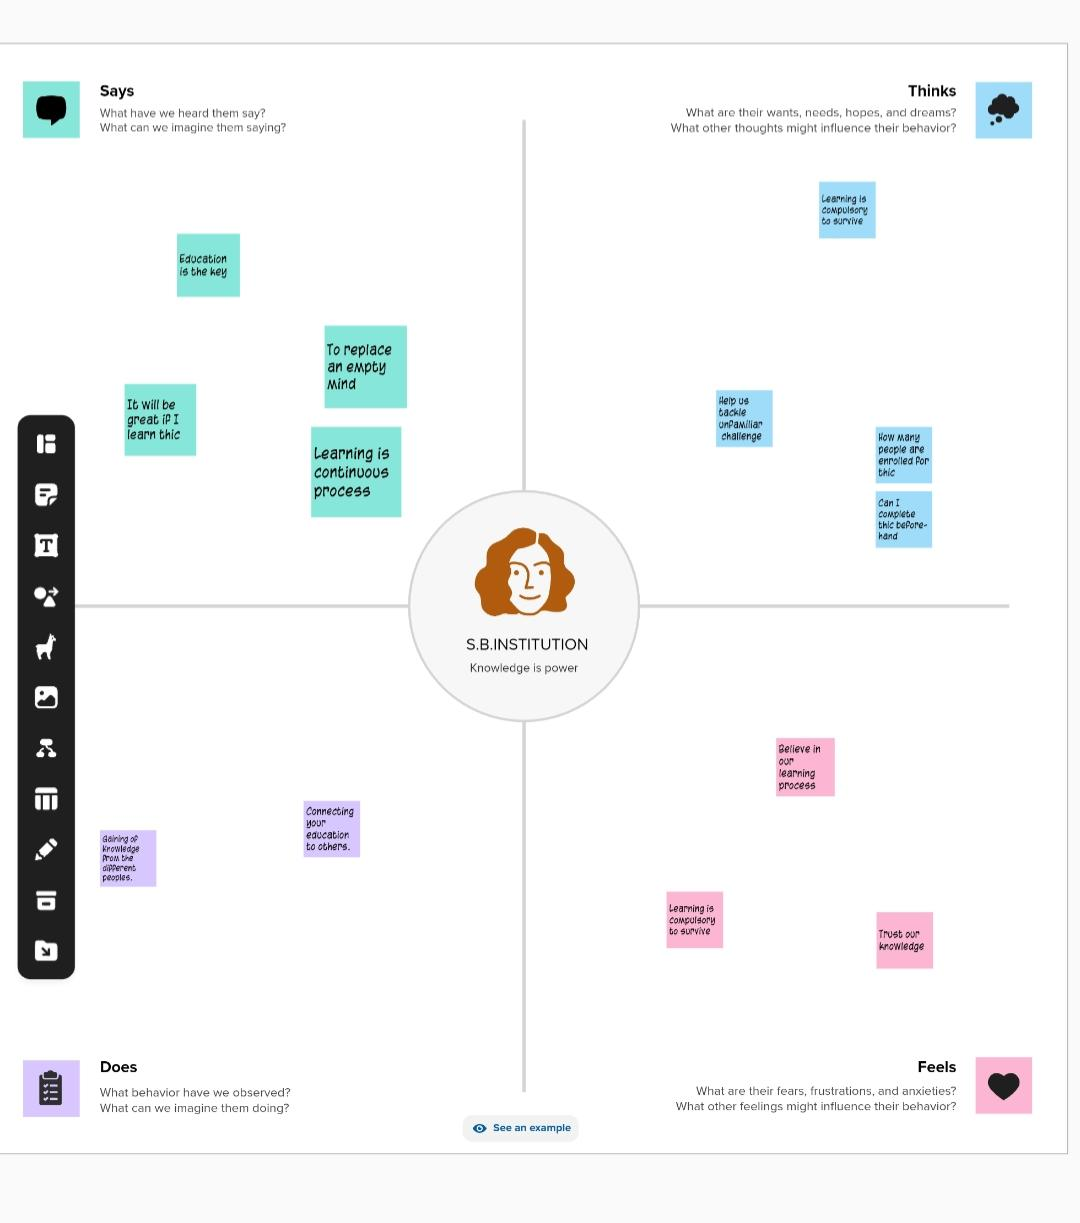 Says
What have we heard them say?
What can we imagine them saying?
Thinks
What are their wants, needs, hopes, and dreams?
What other thoughts might influence their behavior?
Education
is the key
To replace
an empty
mind
It will be
great if I
learn thic
Learning is
continuous
process
Learning is
compulsory
to survive
Help us
tackle
unfamiliar
challenge
How many
people are
enrolled for
thic
Can I
complete
thic before-
hand
T
S.B.INSTITUTION
Knowledge is power
Gaining of
knowledge
from the
different
peoples.
Connecting
your
education
to others.
Believe in
our
learning
process
Learning is
compulsory
to survive
Trust our
knowledge
Does
What behavior have we observed?
What can we imagine them doing?
Feels
What are their fears, frustrations, and anxieties?
What other feelings might influence their behavior?
See an example